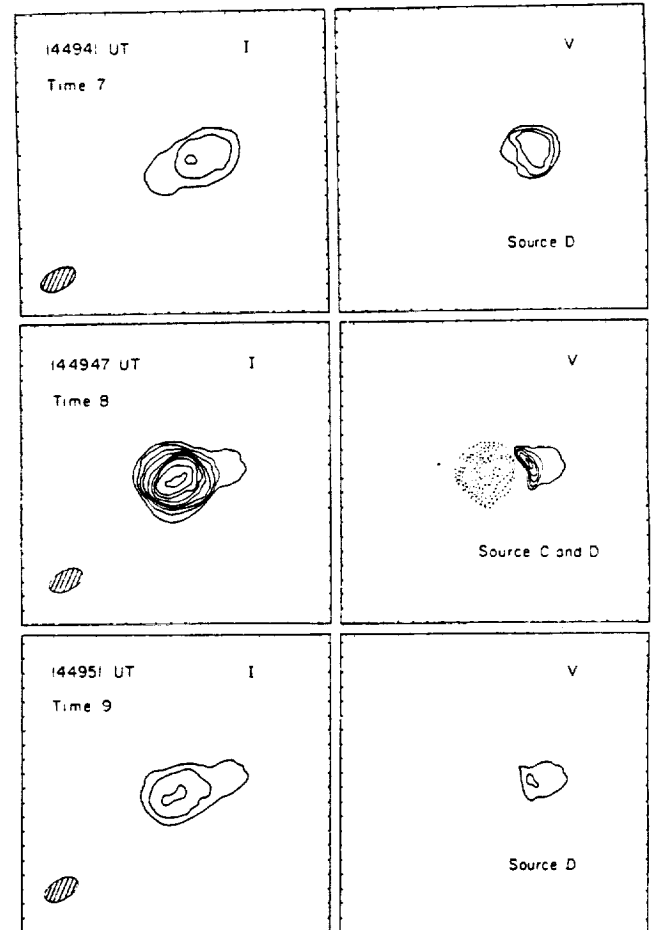 144941 UT I
V
Time 7
Source D
144947 UT I
V
Time 8
Source C and D
144951 UT I
V
Time 9
Source D